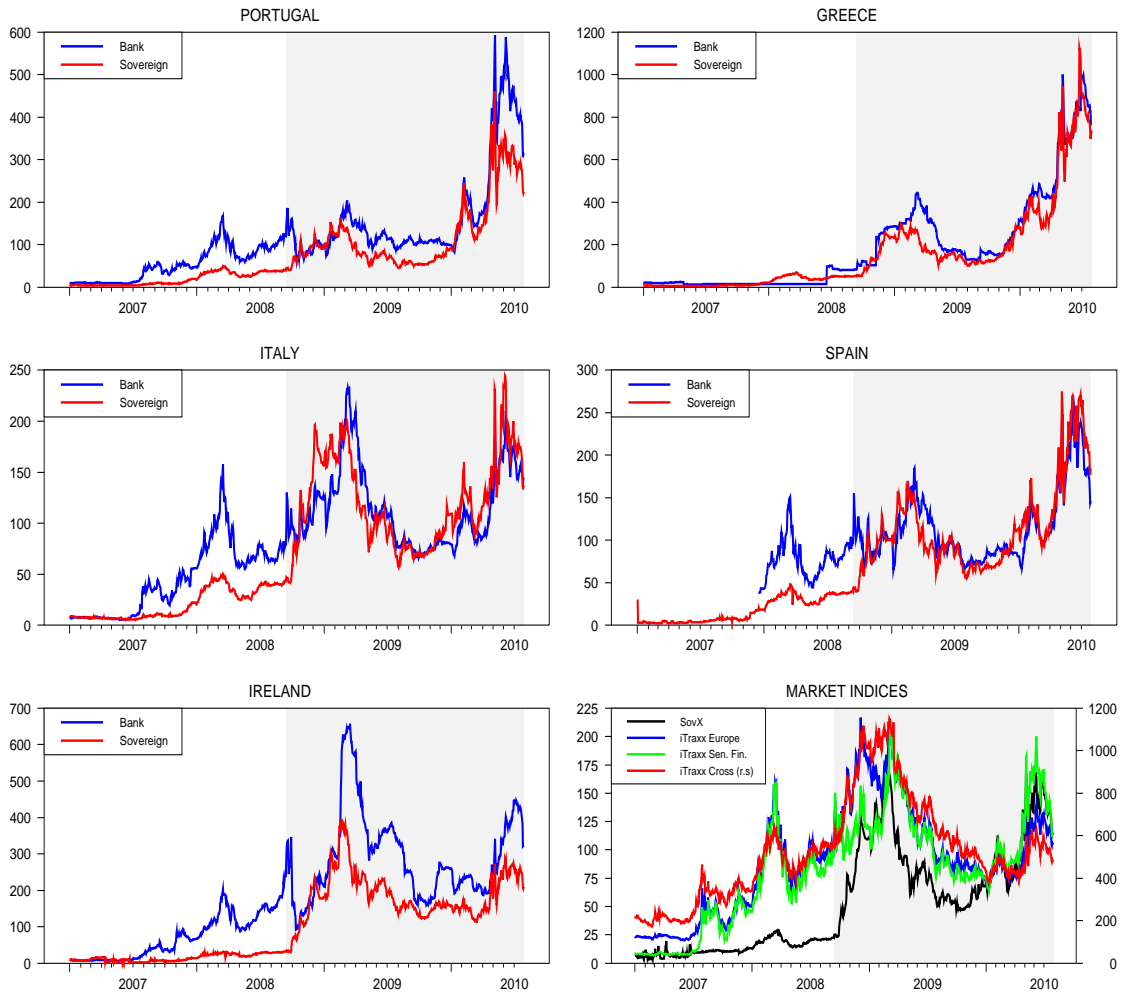 PORTUGAL
Bank
Sovereign
600
500
400
300
200
100
0
2007 2008 2009 2010
GREECE
Bank
Sovereign
1200
1000
800
600
400
200
0
2007 2008 2009 2010
ITALY
Bank
Sovereign
250
200
150
100
50
0
2007 2008 2009 2010
SPAIN
Bank
Sovereign
300
250
200
150
100
50
0
2007 2008 2009 2010
IRELAND
Bank
Sovereign
700
600
500
400
300
200
100
0
2007 2008 2009 2010
MARKET INDICES
SovX
iTraxx Europe
iTraxx Sen. Fin.
iTraxx Cross (r.s)
225
200
175
150
125
100
75
50
25
0
1200
1000
800
600
400
200
0
2007 2008 2009 2010